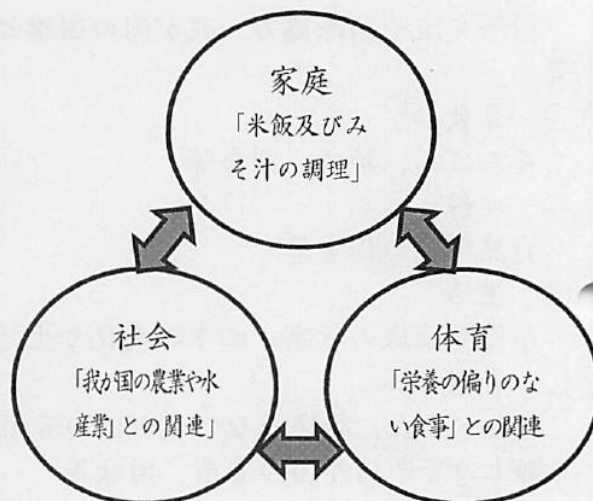 家庭
「米飯及びみ
そ汁の調理」
社会
「我が国の農業や水
産業」との関連」
体育
「栄養の偏りのな
い食事」との関連